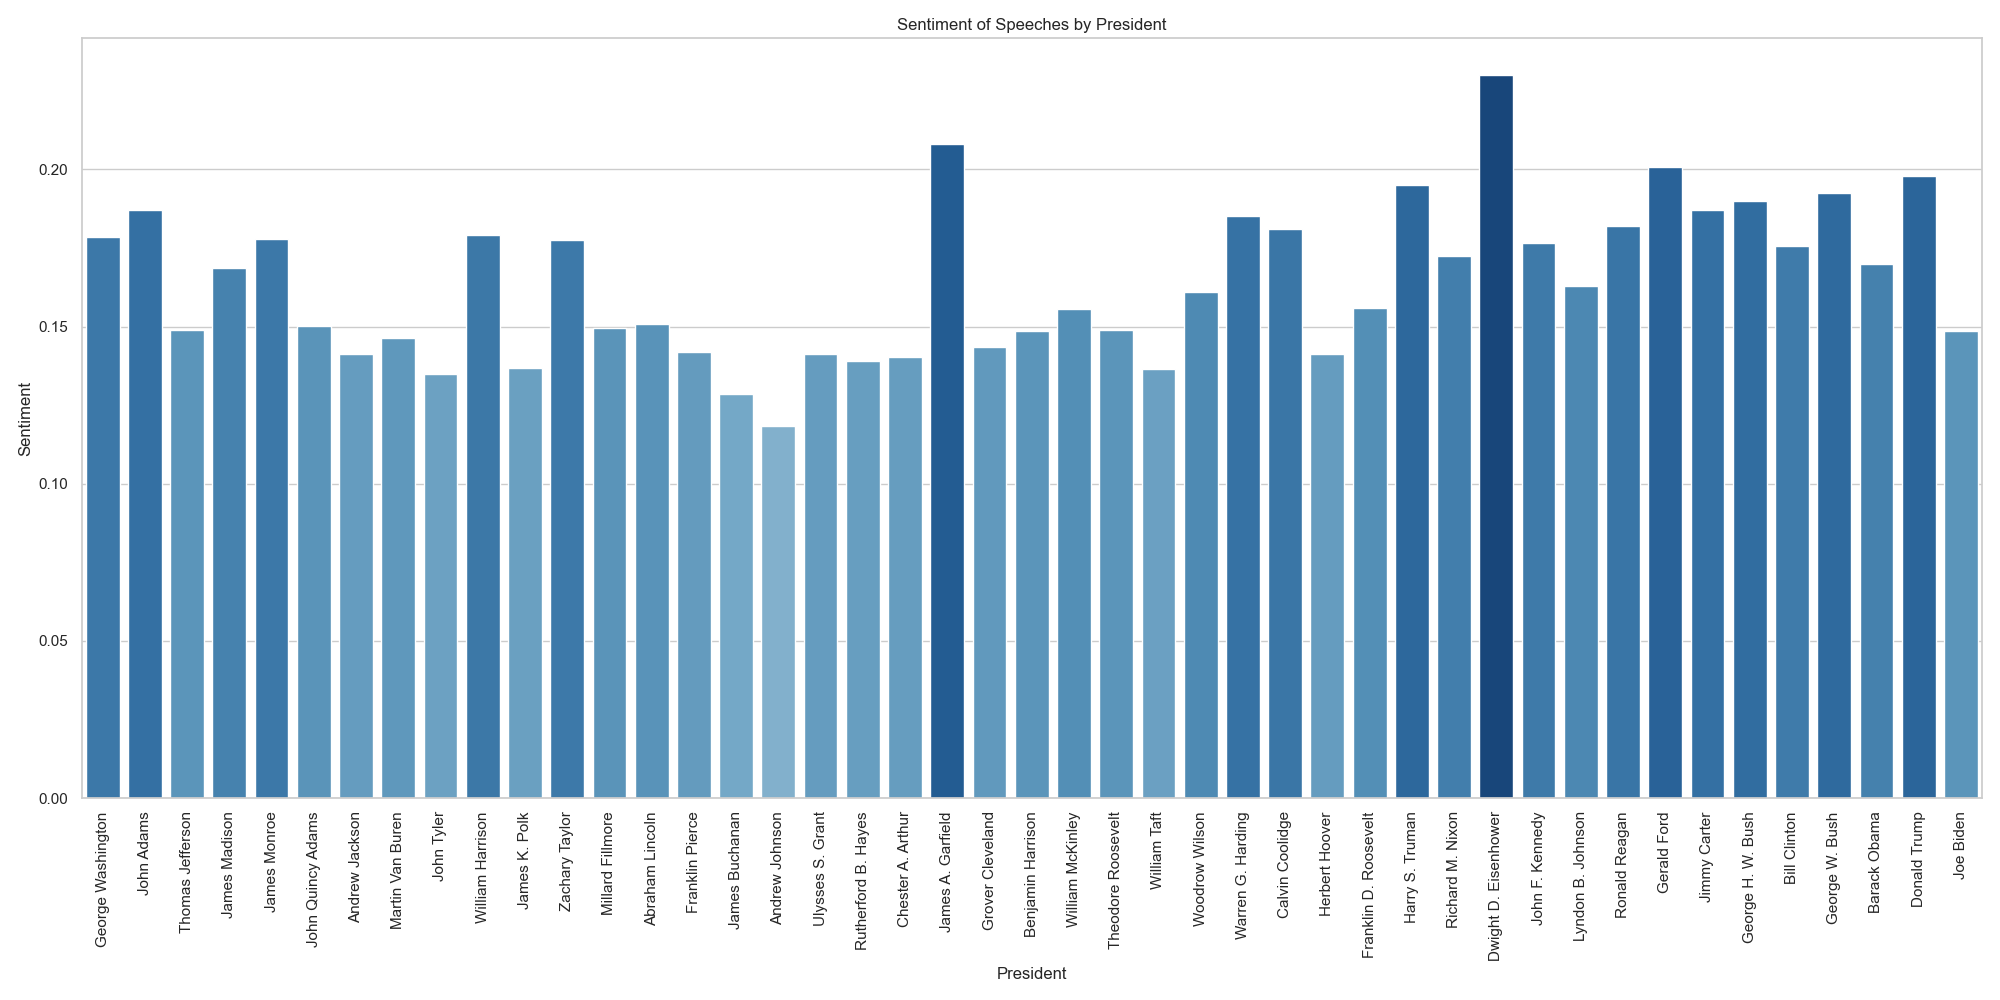 Sentiment of Speeches by President
Sentiment
0.20
0.15
0.10
0.05
0.00
George Washington
John Adams
Thomas Jefferson
James Madison
James Monroe
John Quincy Adams
Andrew Jackson
Martin Van Buren
John Tyler
William Harrison
James K. Polk
Zachary Taylor
Millard Fillmore
Abraham Lincoln
Franklin Pierce
James Buchanan
Andrew Johnson
Ulysses S. Grant
Rutherford B. Hayes
Chester A. Arthur
James A. Garfield
Grover Cleveland
Benjamin Harrison
William McKinley
Theodore Roosevelt
William Taft
Woodrow Wilson
Warren G. Harding
Calvin Coolidge
Herbert Hoover
Franklin D. Roosevelt
Harry S. Truman
Richard M. Nixon
Dwight D. Eisenhower
John F. Kennedy
Lyndon B. Johnson
Ronald Reagan
Gerald Ford
Jimmy Carter
George H. W. Bush
Bill Clinton
George W. Bush
Barack Obama
Donald Trump
Joe Biden
President